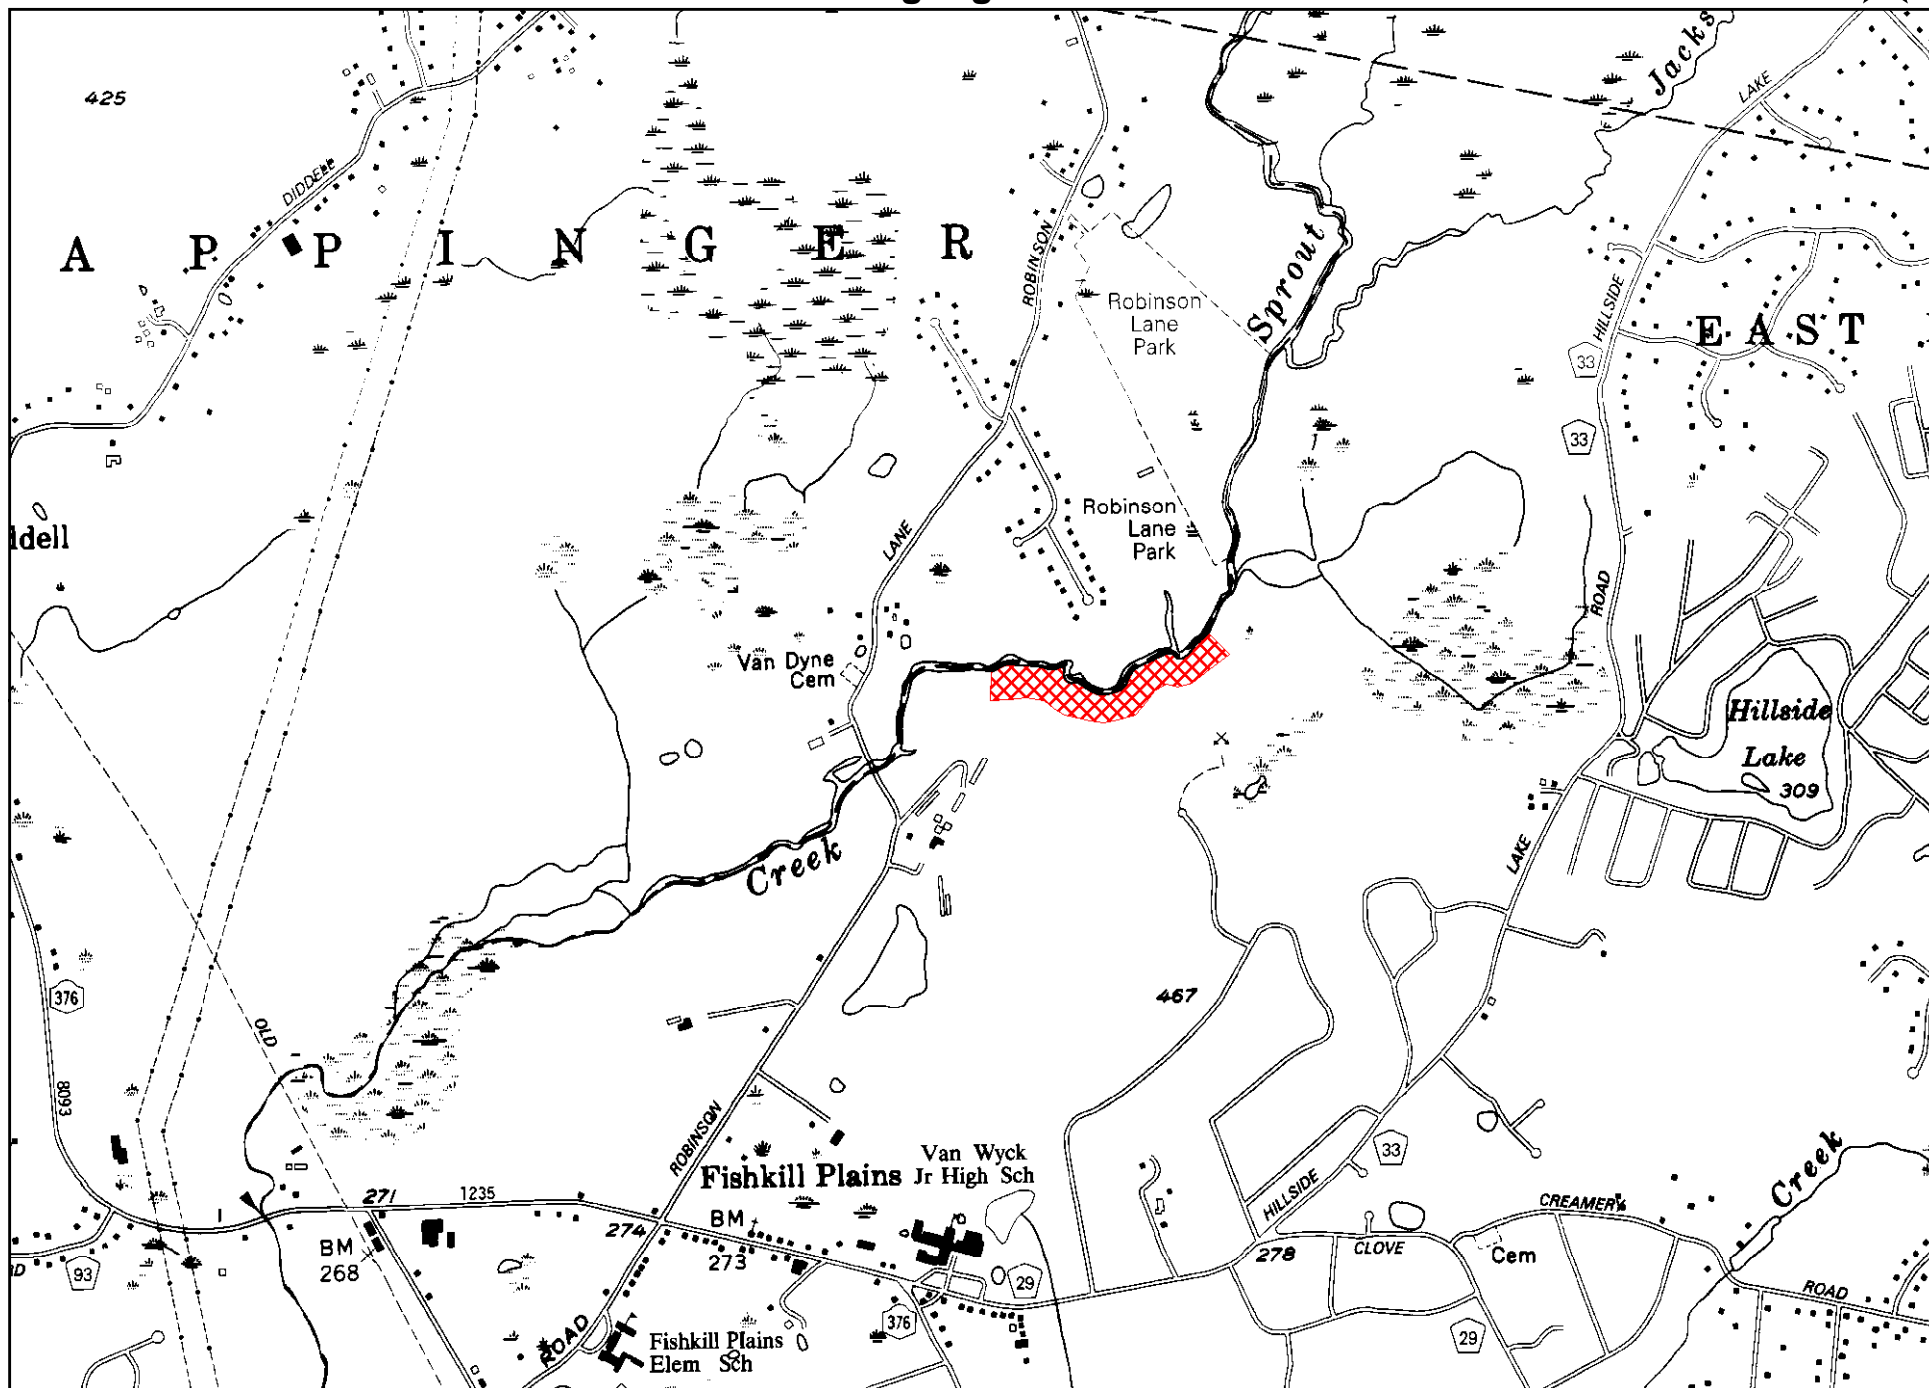 Jacks
LAKE
425
DIDDELL
A P P I N G E R
ROBINSON
Sprout
Robinson
Lane
Park
HILLSIDE
EAST
33
33
Robinson
Lane
Park
LANE
ddell
ROAD
Van Dyne
Cem
Hillside
Lake
309
LAKE
Creek
376
467
OLD
8093
ROBINSON
33
Van Wyck
Jr High Sch
Fishkill Plains
Creek
271
1235
HILLSIDE
CREAMERY
274
BM
273
BM
268
278
CLOVE
Cem
93
29
ROAD
376
29
ROAD
Fishkill Plains
Elem Sch